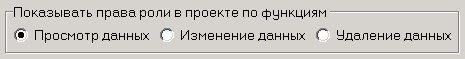 Показывать права роли в проекте по функциям
Просмотр данных Изменение данных Удаление данных